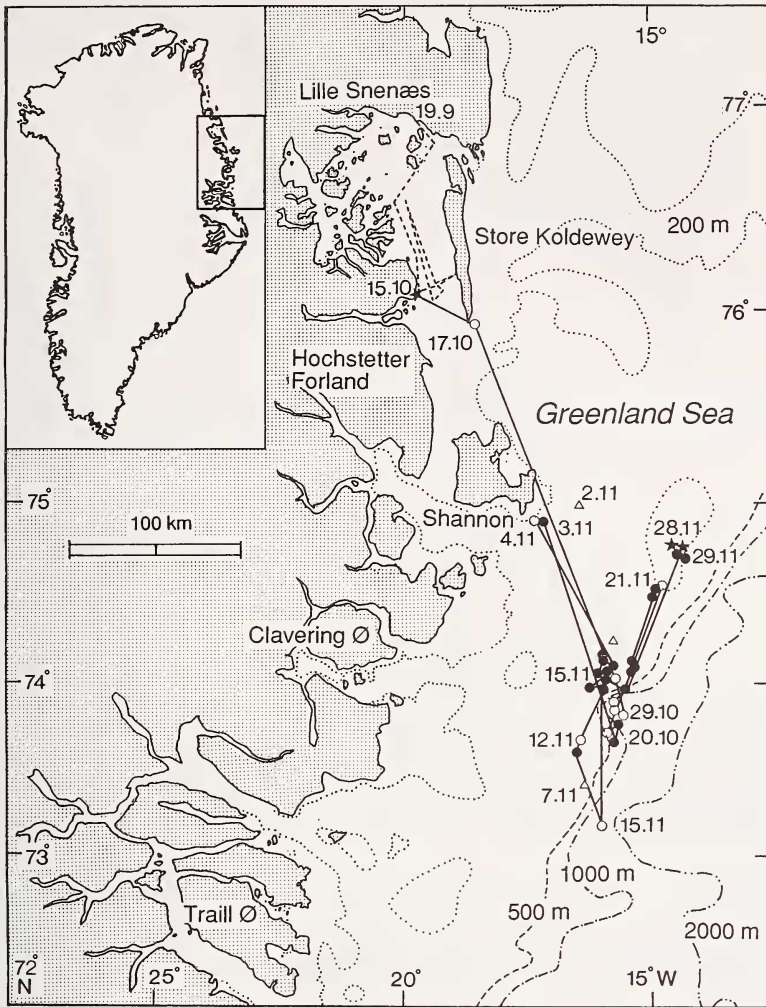 15°
Lille Snenæs
19.9
77°
200 m
Store Koldewey
15.10
76°
17.10
Hochstetter
Forland
Greenland Sea
75°
2.11
100 km
Shannon
4.11
3.11
28.11
29.11
21.11
Clavering Ø
74°
15.11
29.10
12.11
20.10
7.11
15.11
73°
1000 m
Traill Ø
500 m
2000 m
72°
N
25°
20°
15° W
20°